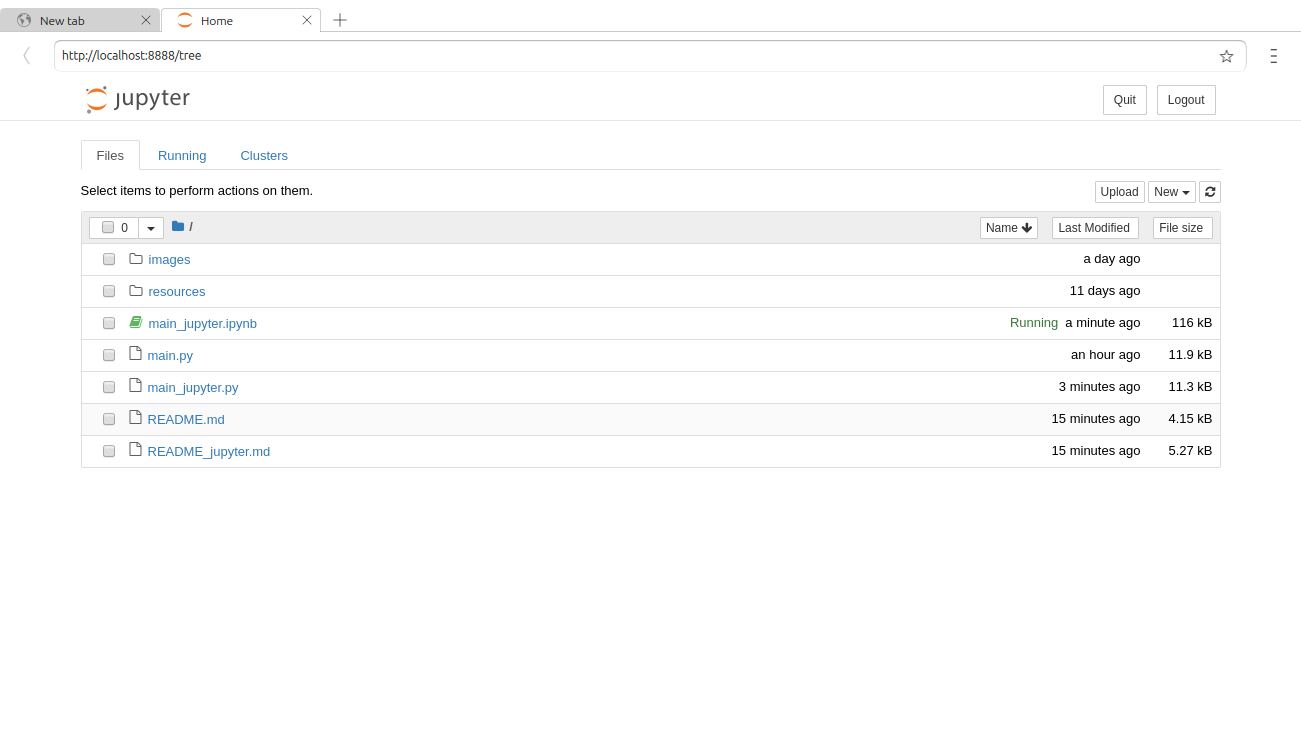 New tab
Home
http://localhost:8888/tree
jupyter
Quit
Logout
Files
Running
Clusters
Select items to perform actions on them.
Upload
New
0
/
Name
Last Modified
File size
images a day ago
resources 11 days ago
main_jupyter.ipynb Running a minute ago 116 kB
main.py an hour ago 11.9 kB
main_jupyter.py 3 minutes ago 11.3 kB
README.md 15 minutes ago 4.15 kB
README_jupyter.md 15 minutes ago 5.27 kB